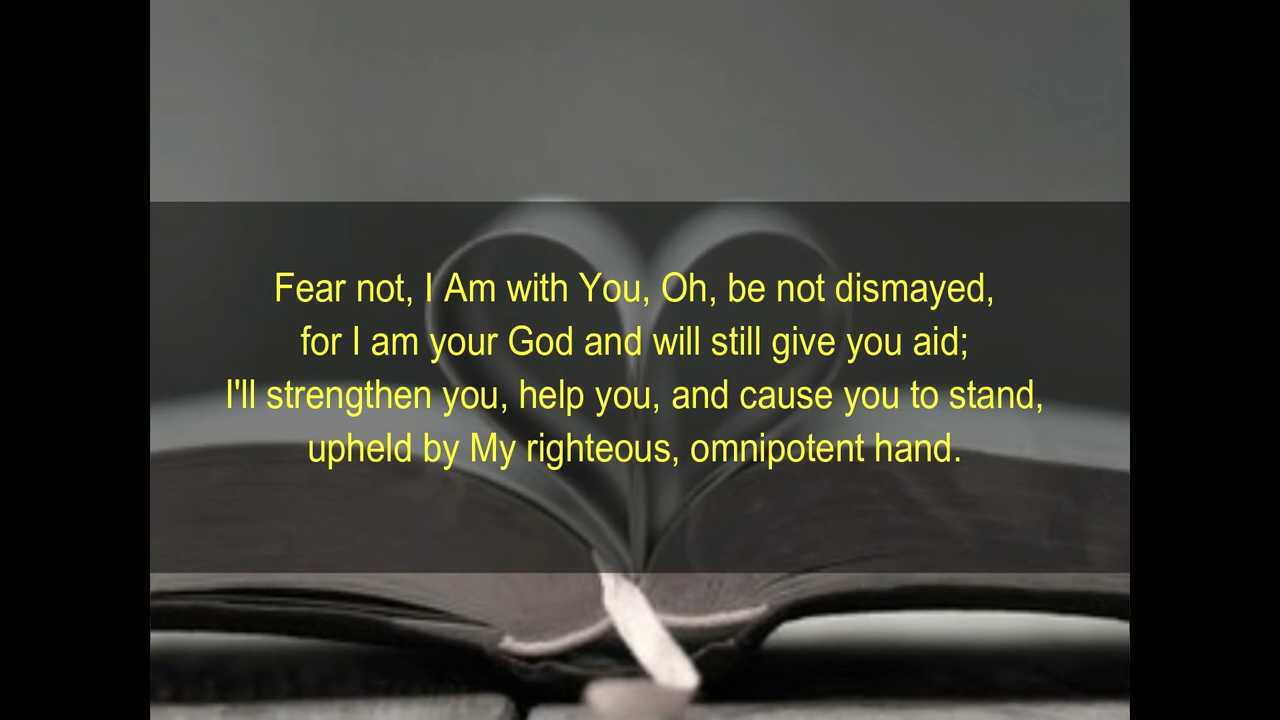 Fear not, I Am with You, Oh, be not dismayed,
for I am your God and will still give you aid;
I'll strengthen you, help you, and cause you to stand,
upheld by My righteous, omnipotent hand.